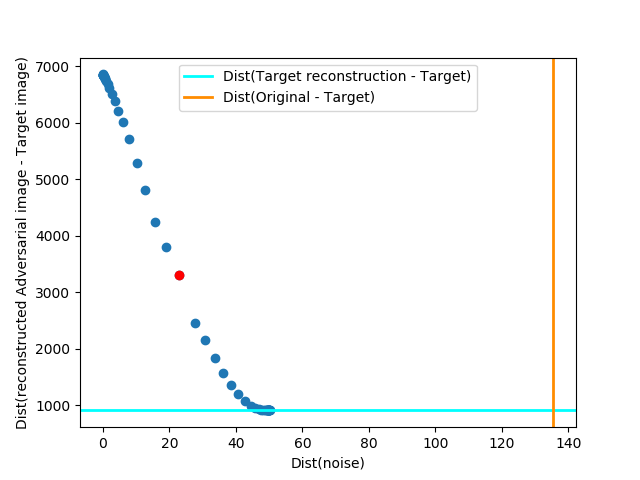 Dist(reconstructed Adversarial image - Target image)
7000
6000
5000
4000
3000
2000
1000
Dist(Target reconstruction - Target)
Dist(Original - Target)
0 20 40 60 80 100 120 140
Dist(noise)